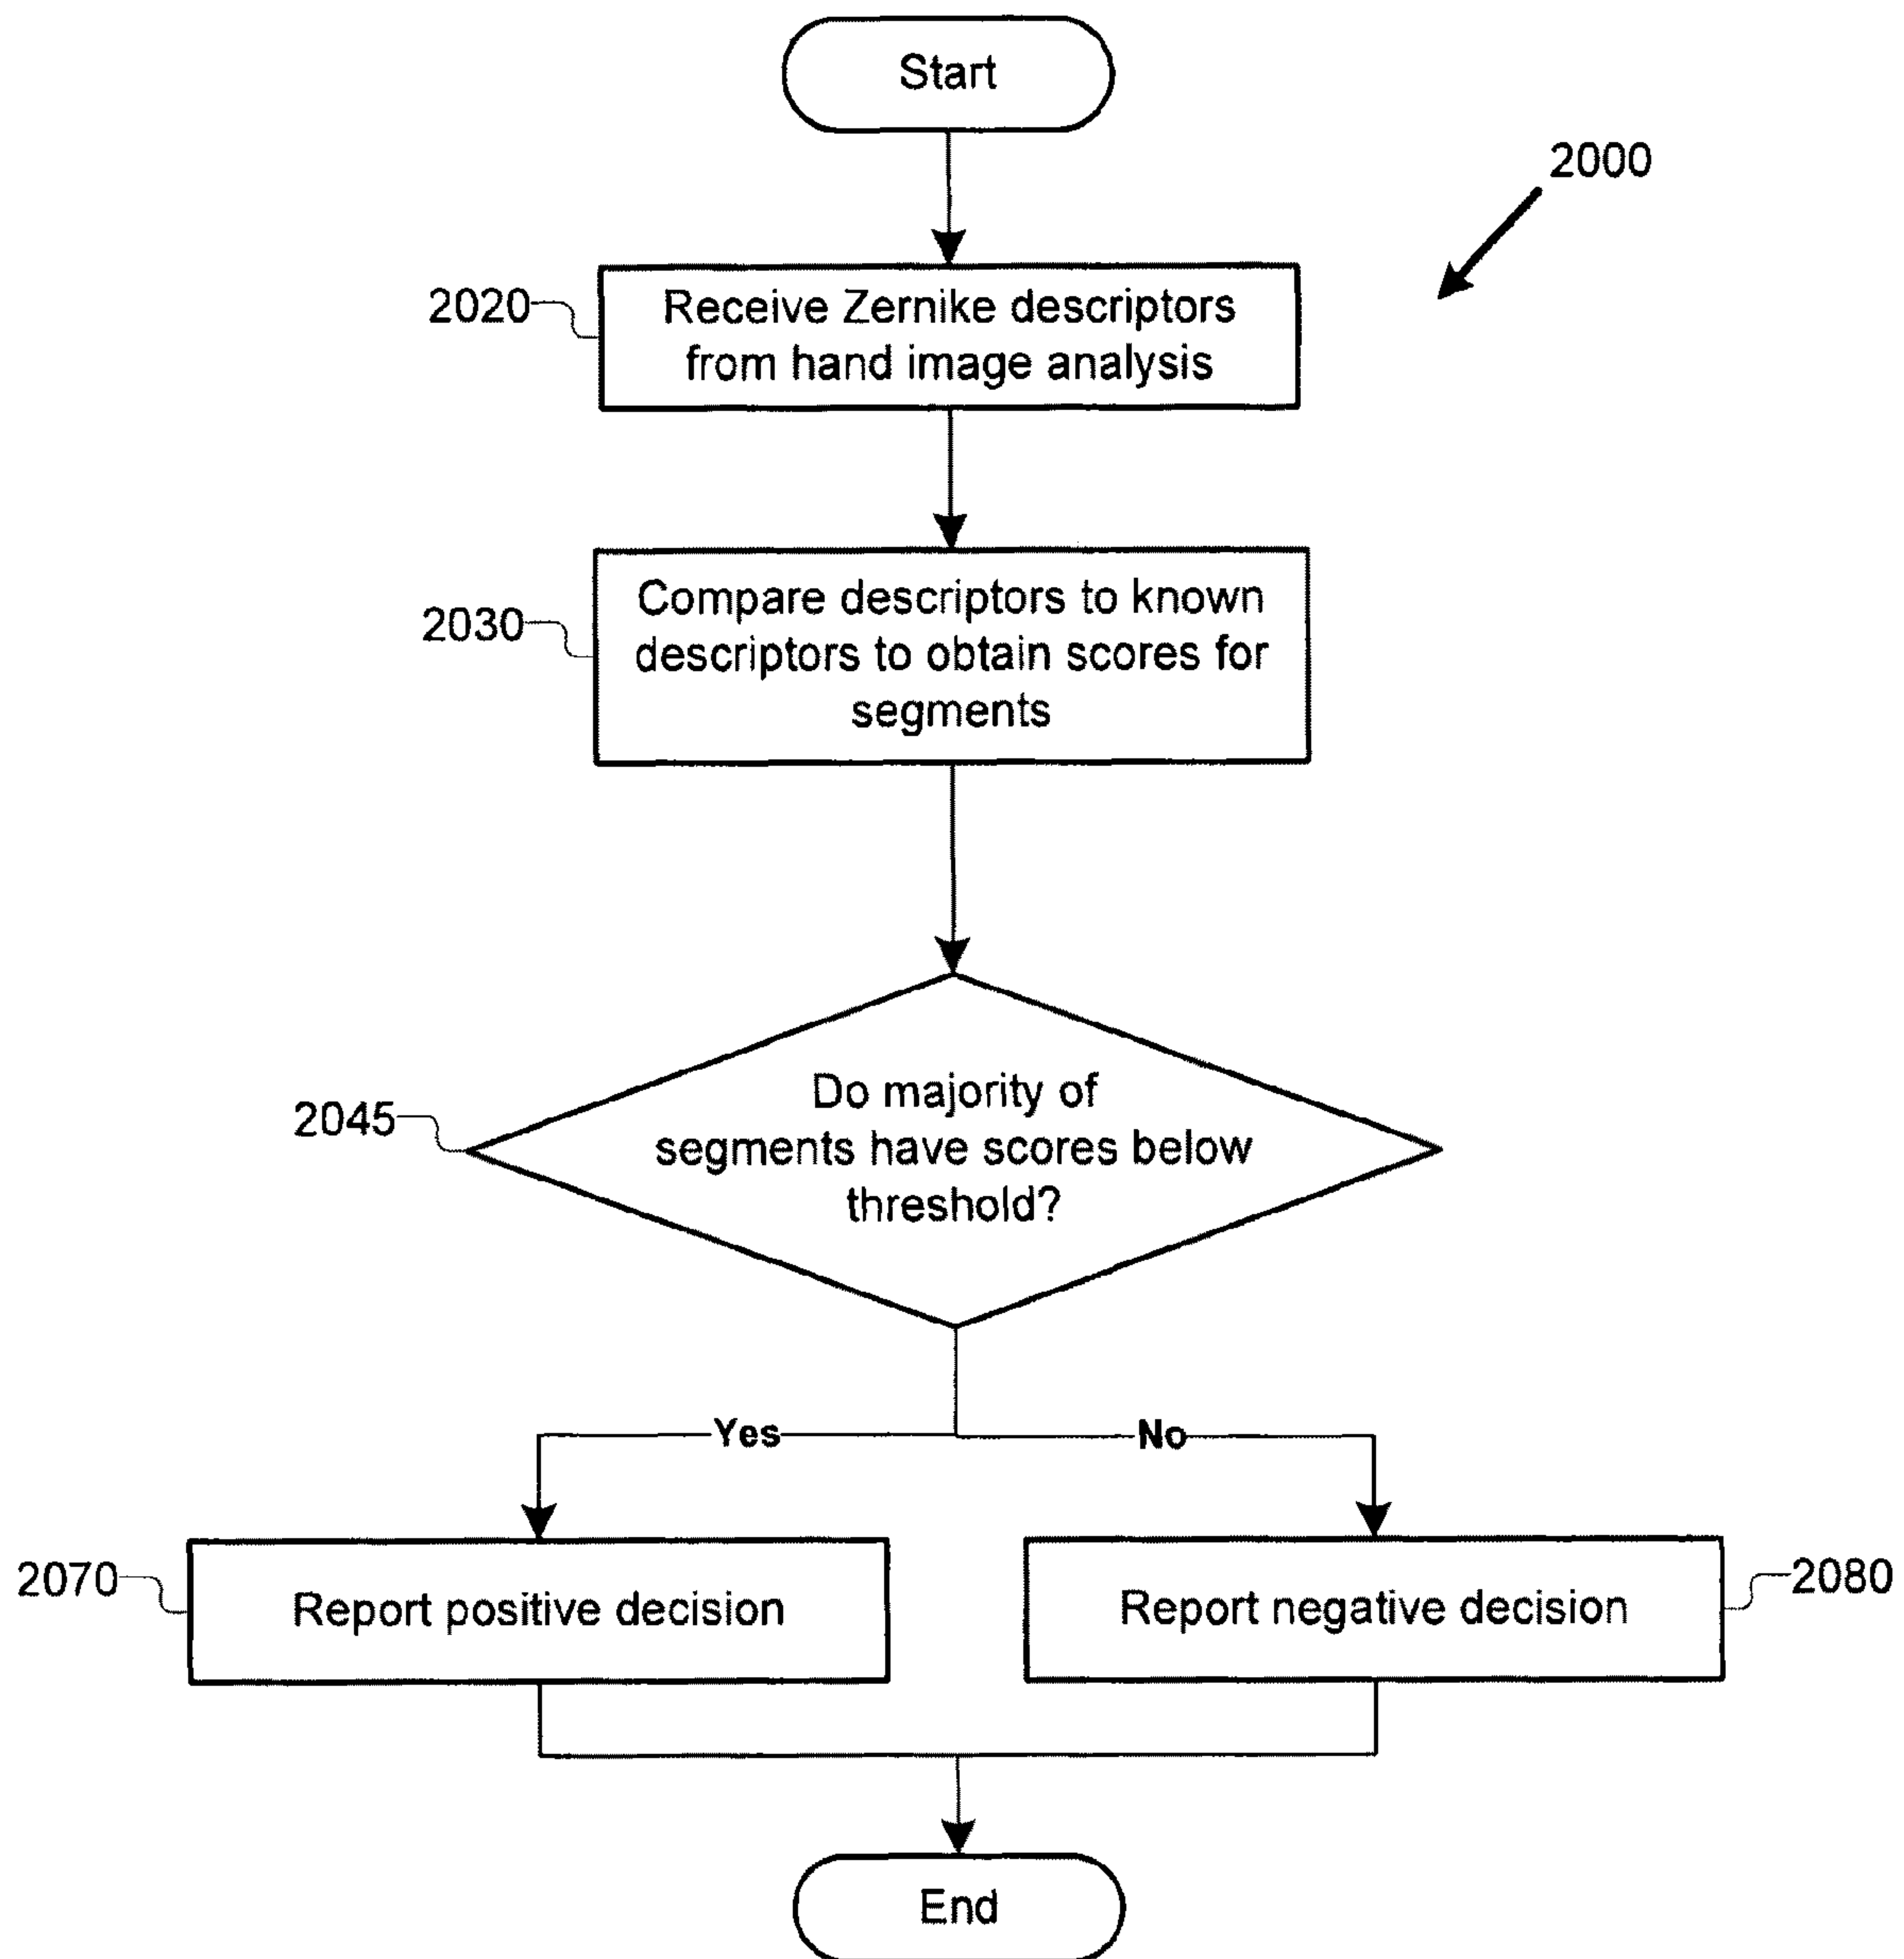 Start
2000
2020
Receive Zernike descriptors
from hand image analysis
2030
Compare descriptors to known
descriptors to obtain scores for
segments
2045
Do majority of
segments have scores below
threshold?
Yes
No
2070
Report positive decision
Report negative decision
2080
End